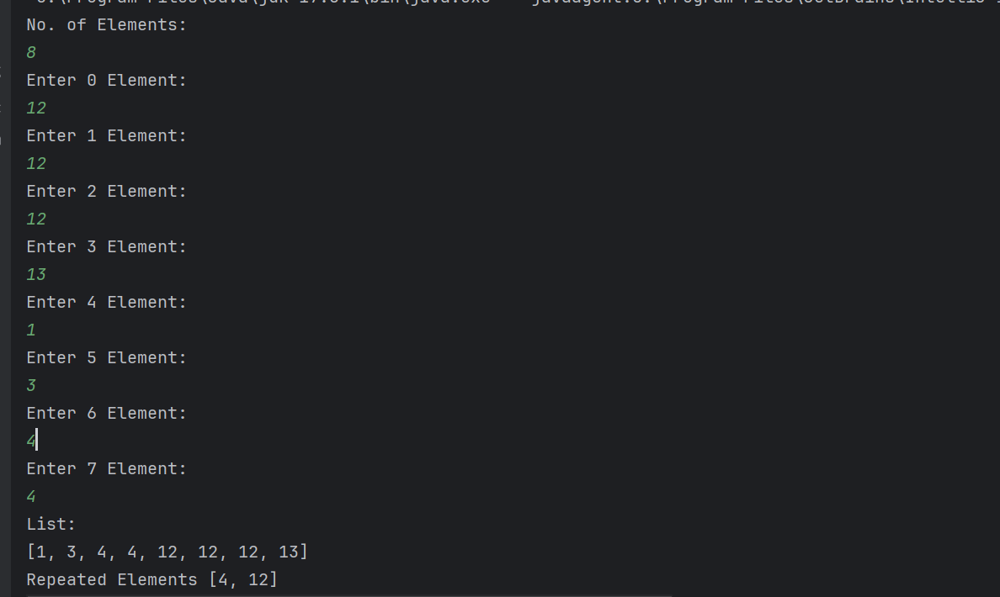 No. of Elements:
8
Enter 0 Element:
12
Enter 1 Element:
12
Enter 2 Element:
12
Enter 3 Element:
13
Enter 4 Element:
1
Enter 5 Element:
3
Enter 6 Element:
4
Enter 7 Element:
4
List:
[1, 3, 4, 4, 12, 12, 12, 13]
Repeated Elements [4, 12]